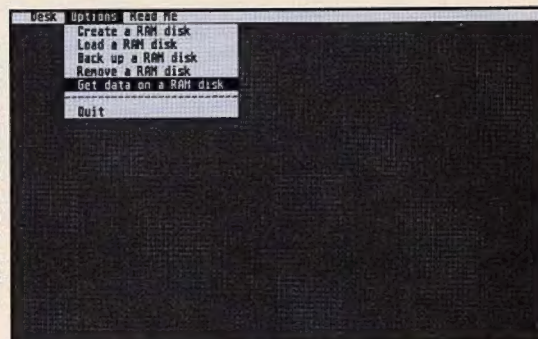 Desk Options Read Me
Create a RAM disk
Load a RAM disk
Back up a RAM disk
Remove a RAM disk
Get data on a RAM disk
Quit